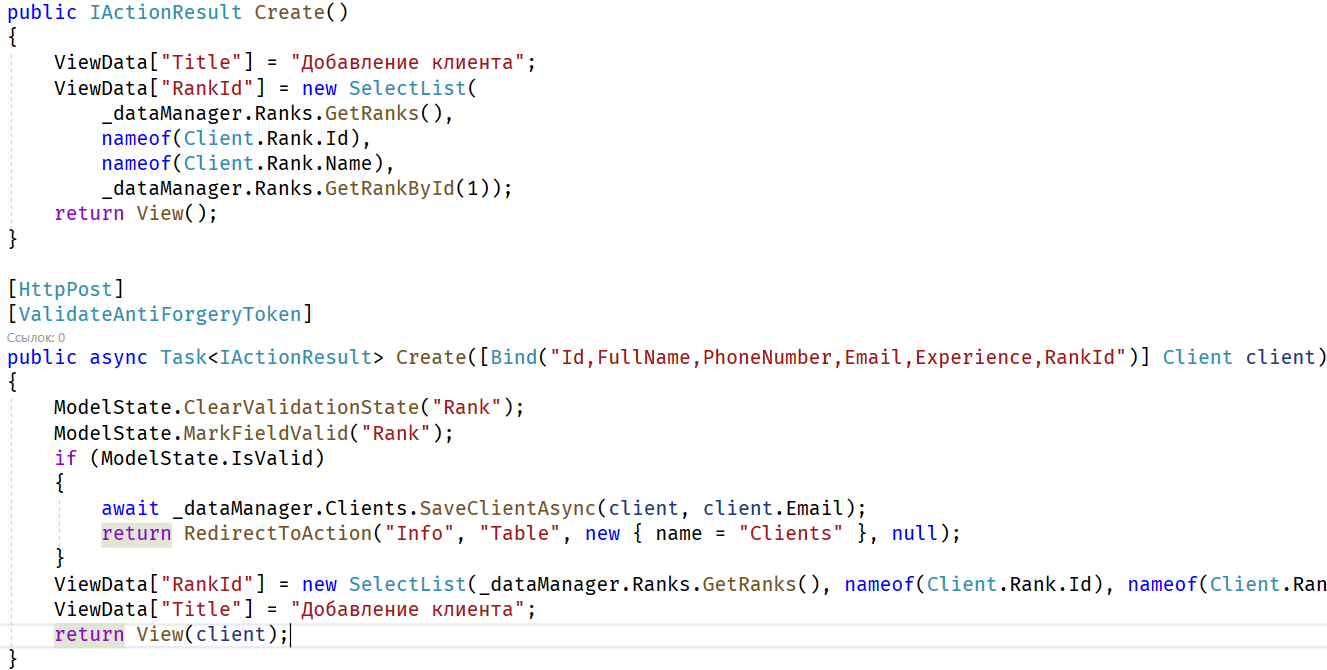 public IActionResult Create()
{
    ViewData["Title"] = "Добавление клиента";
    ViewData["RankId"] = new SelectList(
        _dataManager.Ranks.GetRanks(),
        nameof(Client.Rank.Id),
        nameof(Client.Rank.Name),
        _dataManager.Ranks.GetRankById(1));
    return View();
}
[HttpPost]
[ValidateAntiForgeryToken]
Ссылок: 0
public async Task<IActionResult> Create([Bind("Id,FullName,PhoneNumber,Email,Experience,RankId")] Client client)
{
    ModelState.ClearValidationState("Rank");
    ModelState.MarkFieldValid("Rank");
    if (ModelState.IsValid)
    {
        await _dataManager.Clients.SaveClientAsync(client, client.Email);
        return RedirectToAction("Info", "Table", new { name = "Clients" }, null);
    }
    ViewData["RankId"] = new SelectList(_dataManager.Ranks.GetRanks(), nameof(Client.Rank.Id), nameof(Client.Ran
    ViewData["Title"] = "Добавление клиента";
    return View(client);
}